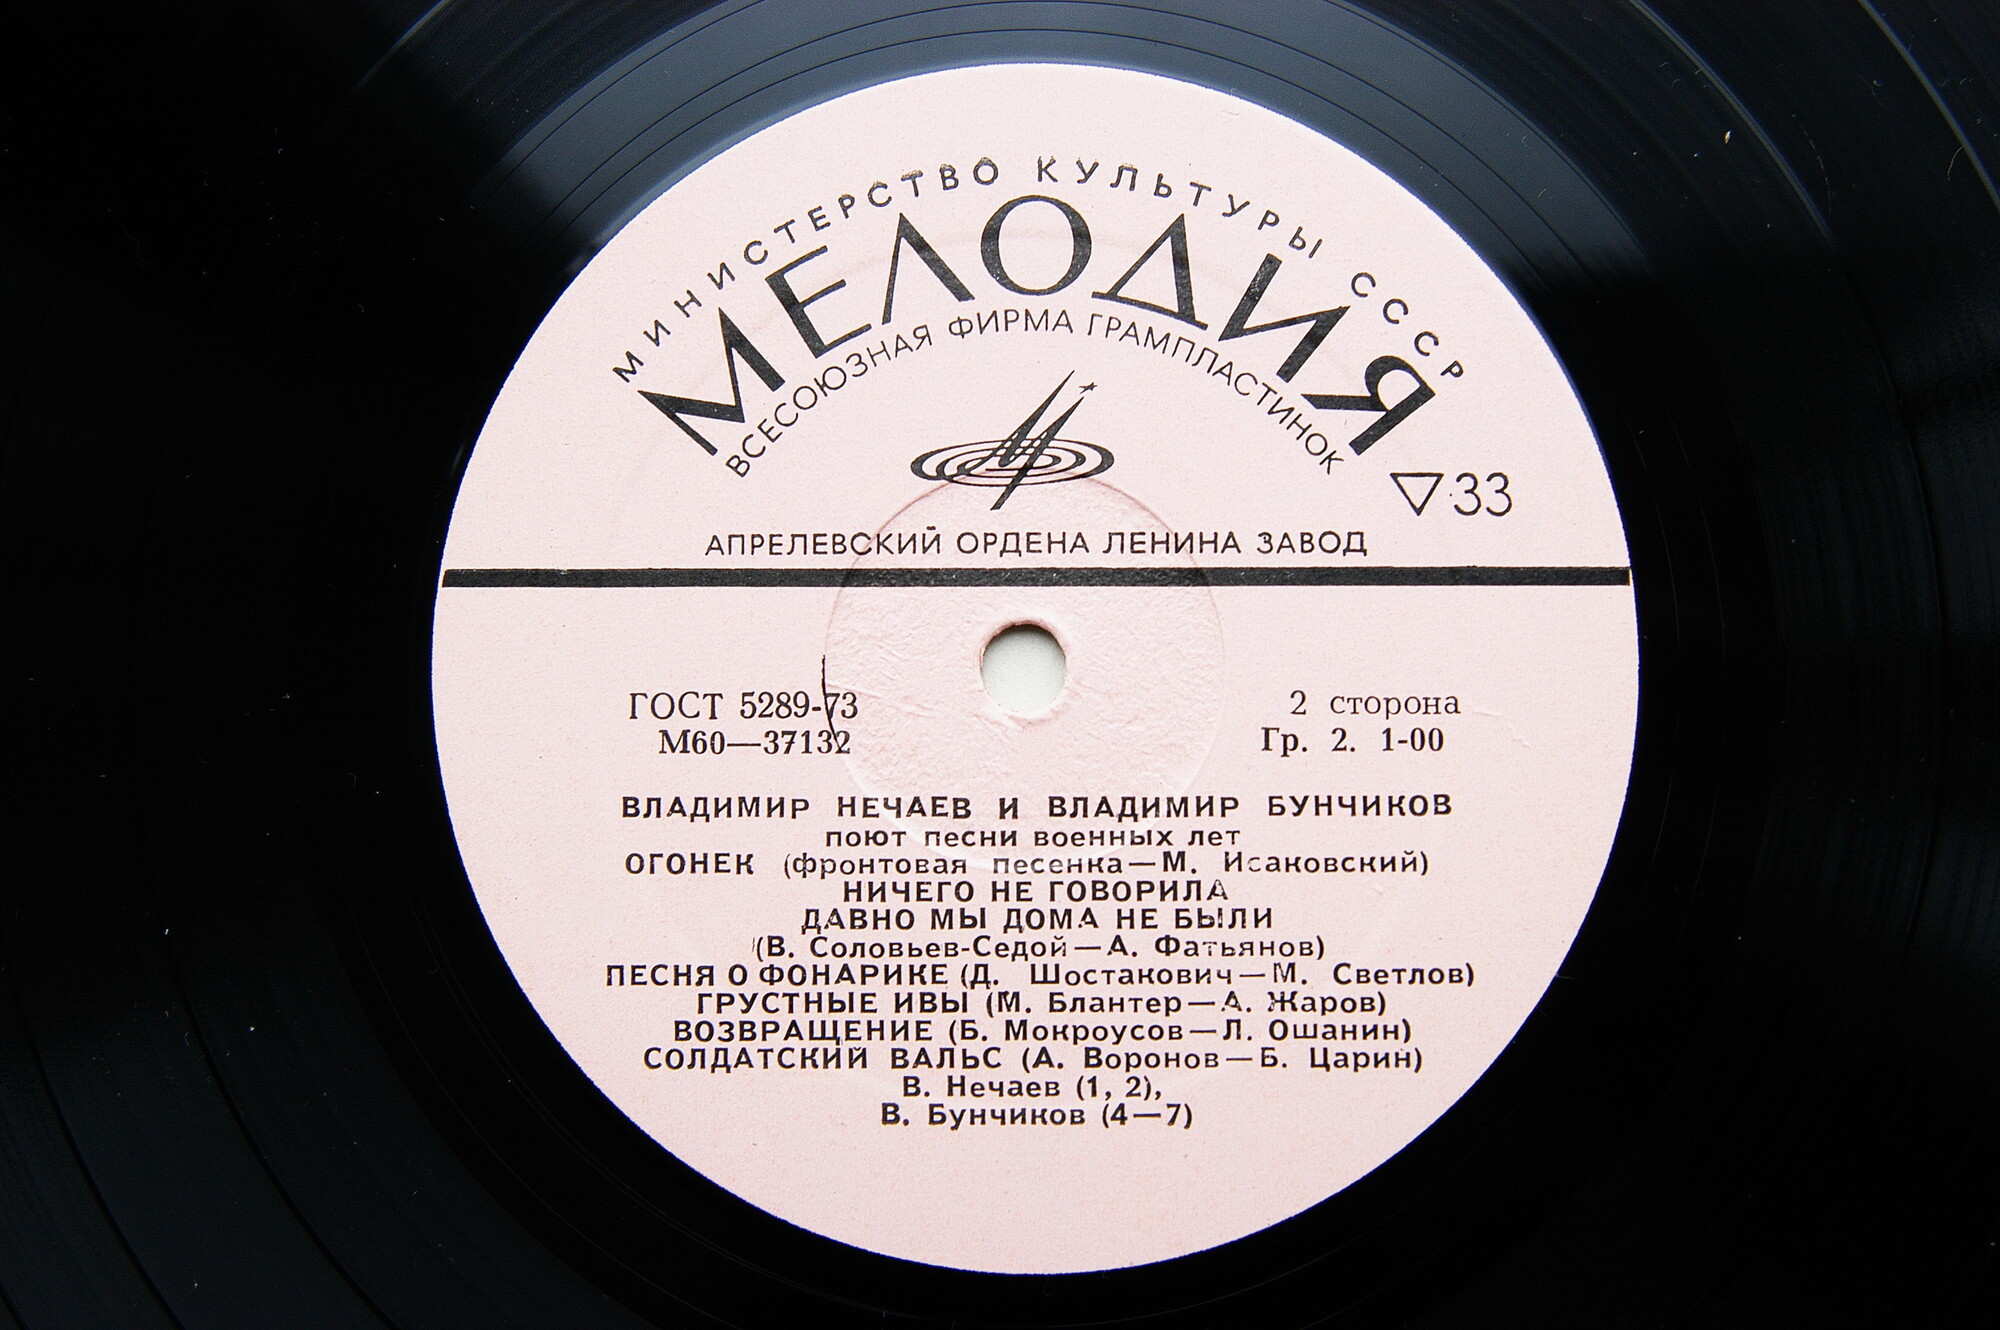 МИНИСТЕРСТВО КУЛЬТУРЫ СССР
МЕЛОДИЯ
ВСЕСОЮЗНАЯ ФИРМА ГРАМПЛАСТИНОК
▽33
АПРЕЛЕВСКИЙ ОРДЕНА ЛЕНИНА ЗАВОД
ГОСТ 5289-73
М60—37132
2 сторона
Гр. 2. 1-00
ВЛАДИМИР НЕЧАЕВ И ВЛАДИМИР БУНЧИКОВ
поют песни военных лет
ОГОНЕК (фронтовая песенка—М. Исаковский)
НИЧЕГО НЕ ГОВОРИЛА
ДАВНО МЫ ДОМА НЕ БЫЛИ
(В. Соловьев-Седой—А. Фатьянов)
ПЕСНЯ О ФОНАРИКЕ (Д. Шостакович—М. Светлов)
ГРУСТНЫЕ ИВЫ (М. Блантер—А. Жаров)
ВОЗВРАЩЕНИЕ (Б. Мокроусов—Л. Ошанин)
СОЛДАТСКИЙ ВАЛЬС (А. Воронов—Б. Царин)
В. Нечаев (1, 2),
В. Бунчиков (4—7)